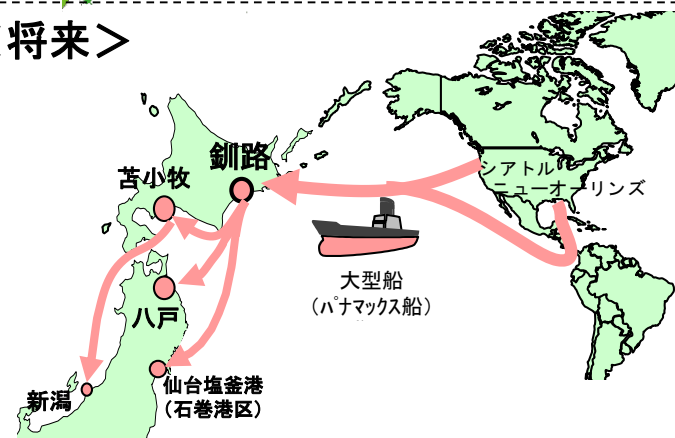 将来＞
釧路
苫小牧
シアトル
ニューオーリンズ
大型船
（ﾊﾟﾅﾏｯｸｽ船）
八戸
仙台塩釜港
（石巻港区）
新潟